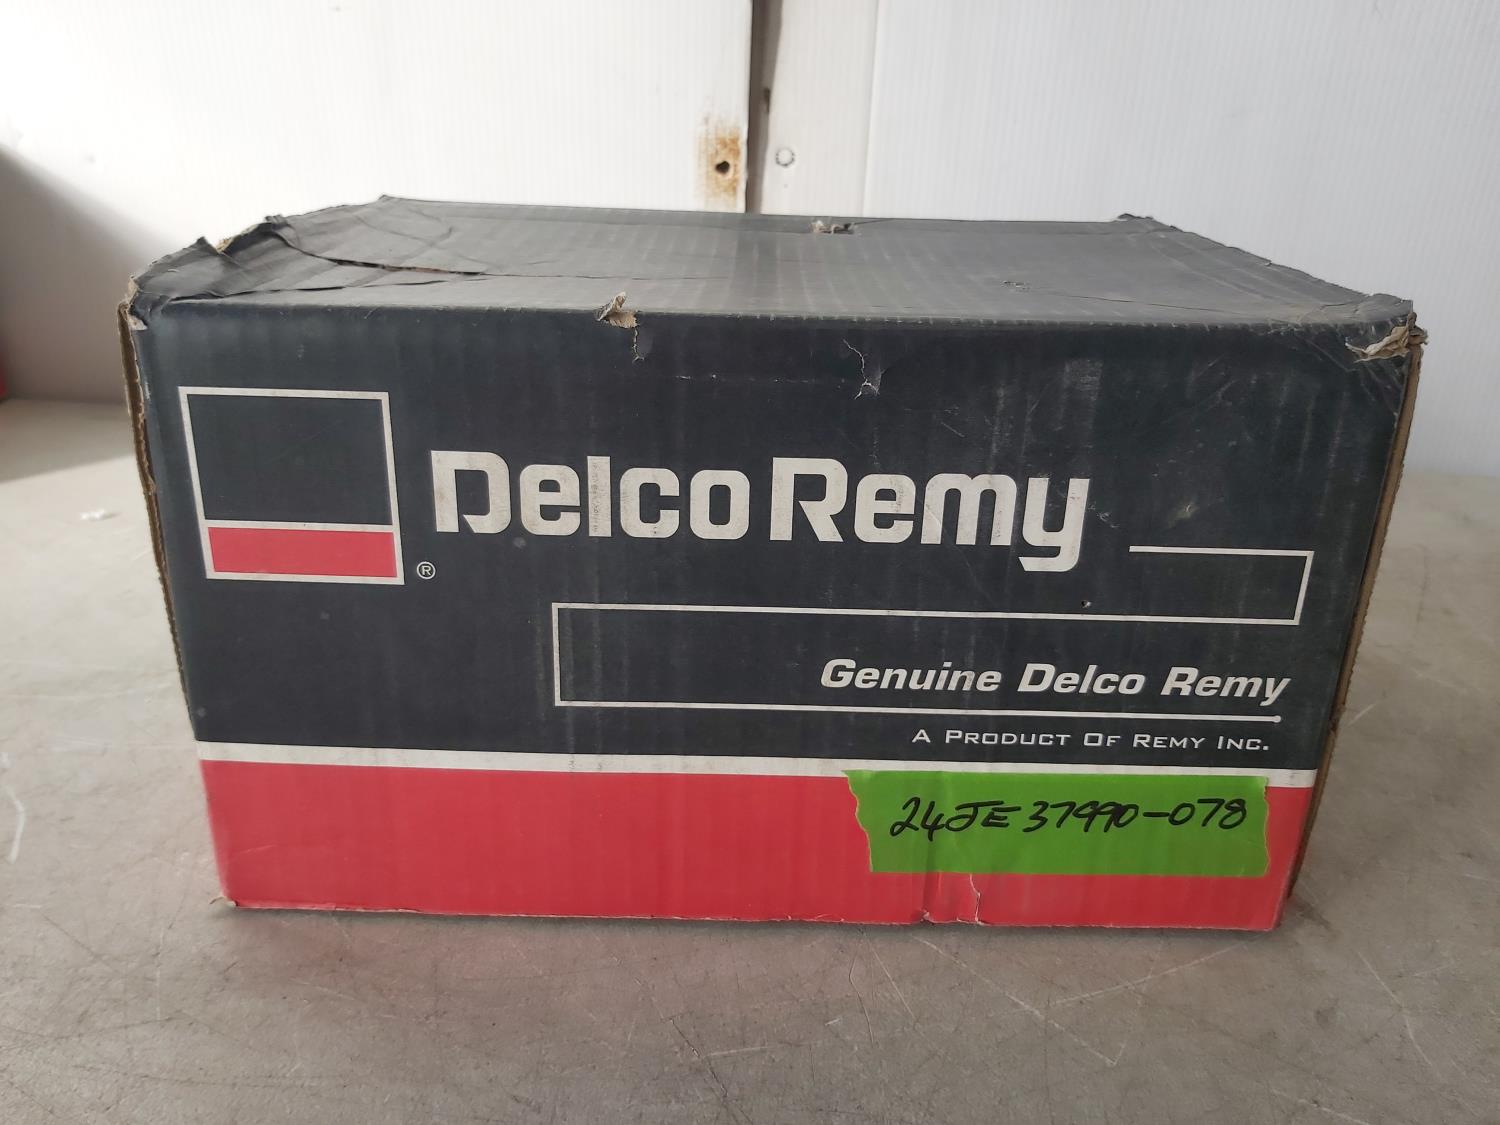 Delco Remy
®
Genuine Delco Remy
A PRODUCT OF REMY INC.
24JE37990-078